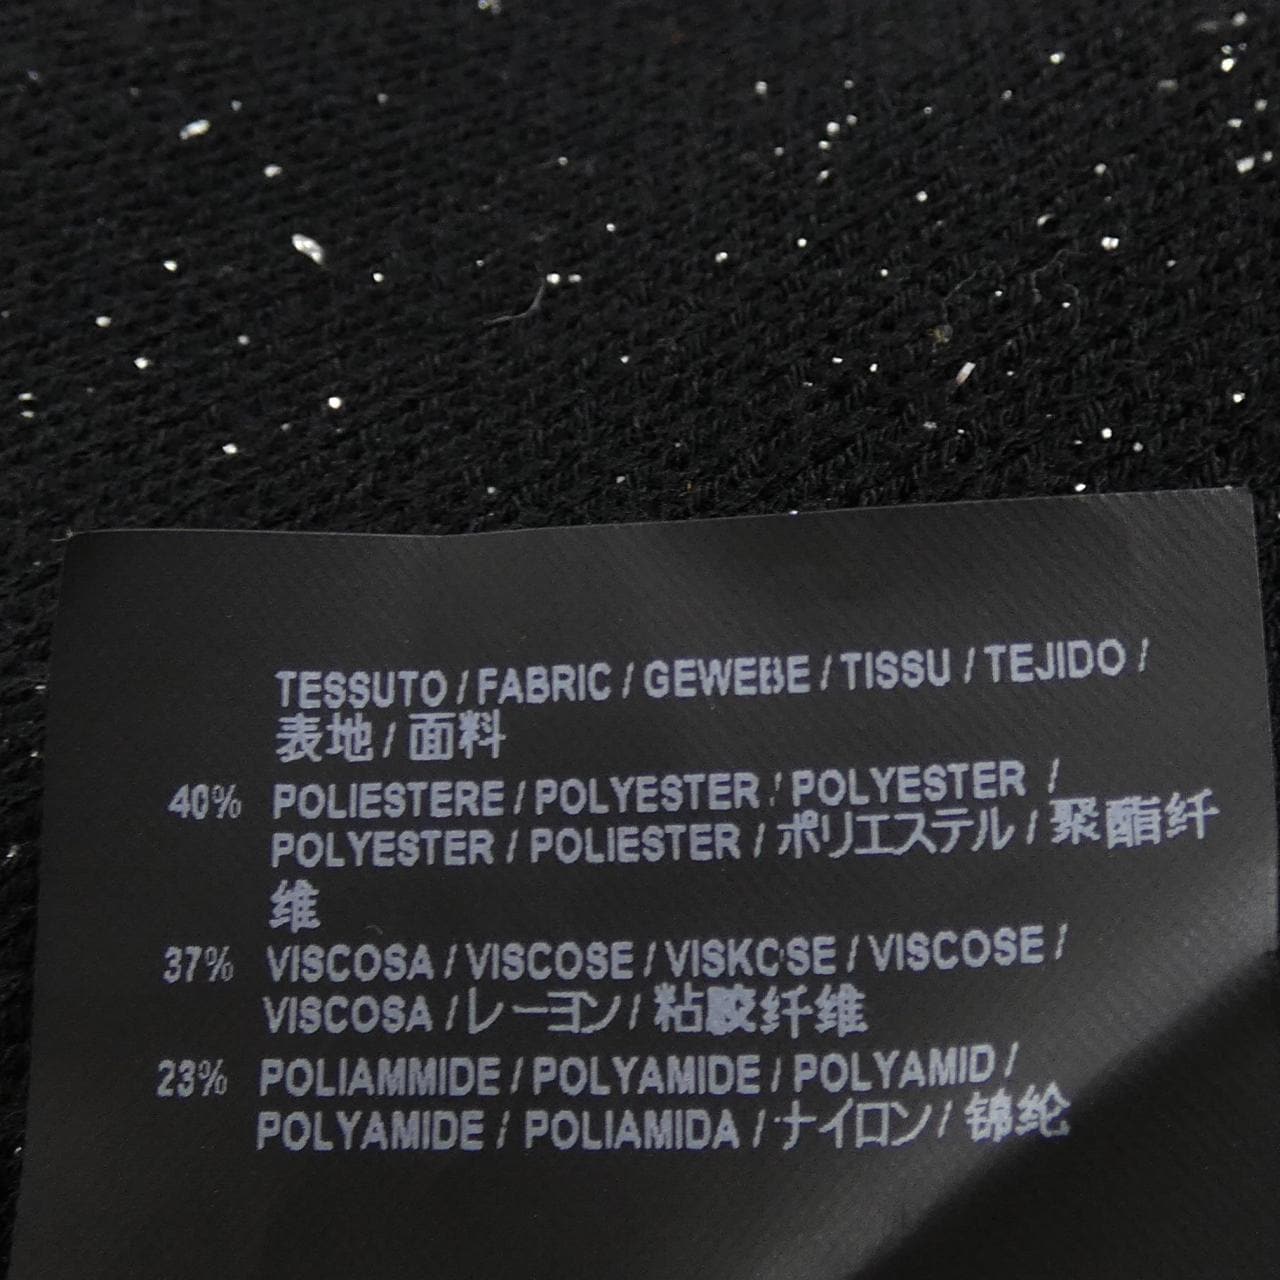 TESSUTO / FABRIC / GEWEBE / TISSU / TEJIDO /
表地 / 面料
40% POLIESTERE / POLYESTER / POLYESTER /
POLYESTER / POLIESTER / ポリエステル / 聚酯纤
维
37% VISCOSA / VISCOSE / VISKOSE / VISCOSE /
VISCOSA / レーヨン / 粘胶纤维
23% POLIAMMIDE / POLYAMIDE / POLYAMID /
POLYAMIDE / POLIAMIDA / ナイロン / 锦纶